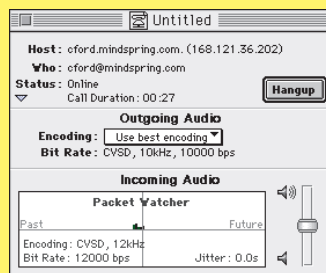 Untitled
Host: cford.mindspring.com. (168.121.36.202)
Who: cford@mindspring.com
Status: Online
Call Duration: 00:27
Hangup
Outgoing Audio
Encoding: Use best encoding
Bit Rate: CVSD, 10kHz, 10000 bps
Incoming Audio
Packet Watcher
Past Future
Encoding: CVSD, 12kHz
Bit Rate: 12000 bps Jitter: 0.0s